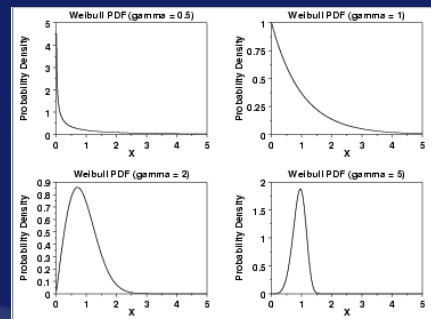 Weibull PDF (gamma = 0.5)
Probability Density
5
4
3
2
1
0
0 1 2 3 4 5
X
Weibull PDF (gamma = 1)
Probability Density
1
0.75
0.5
0.25
0
0 1 2 3 4 5
X
Weibull PDF (gamma = 2)
Probability Density
0.9
0.8
0.7
0.6
0.5
0.4
0.3
0.2
0.1
0
0 1 2 3 4 5
X
Weibull PDF (gamma = 5)
Probability Density
2
1.5
1
0.5
0
0 1 2 3 4 5
X